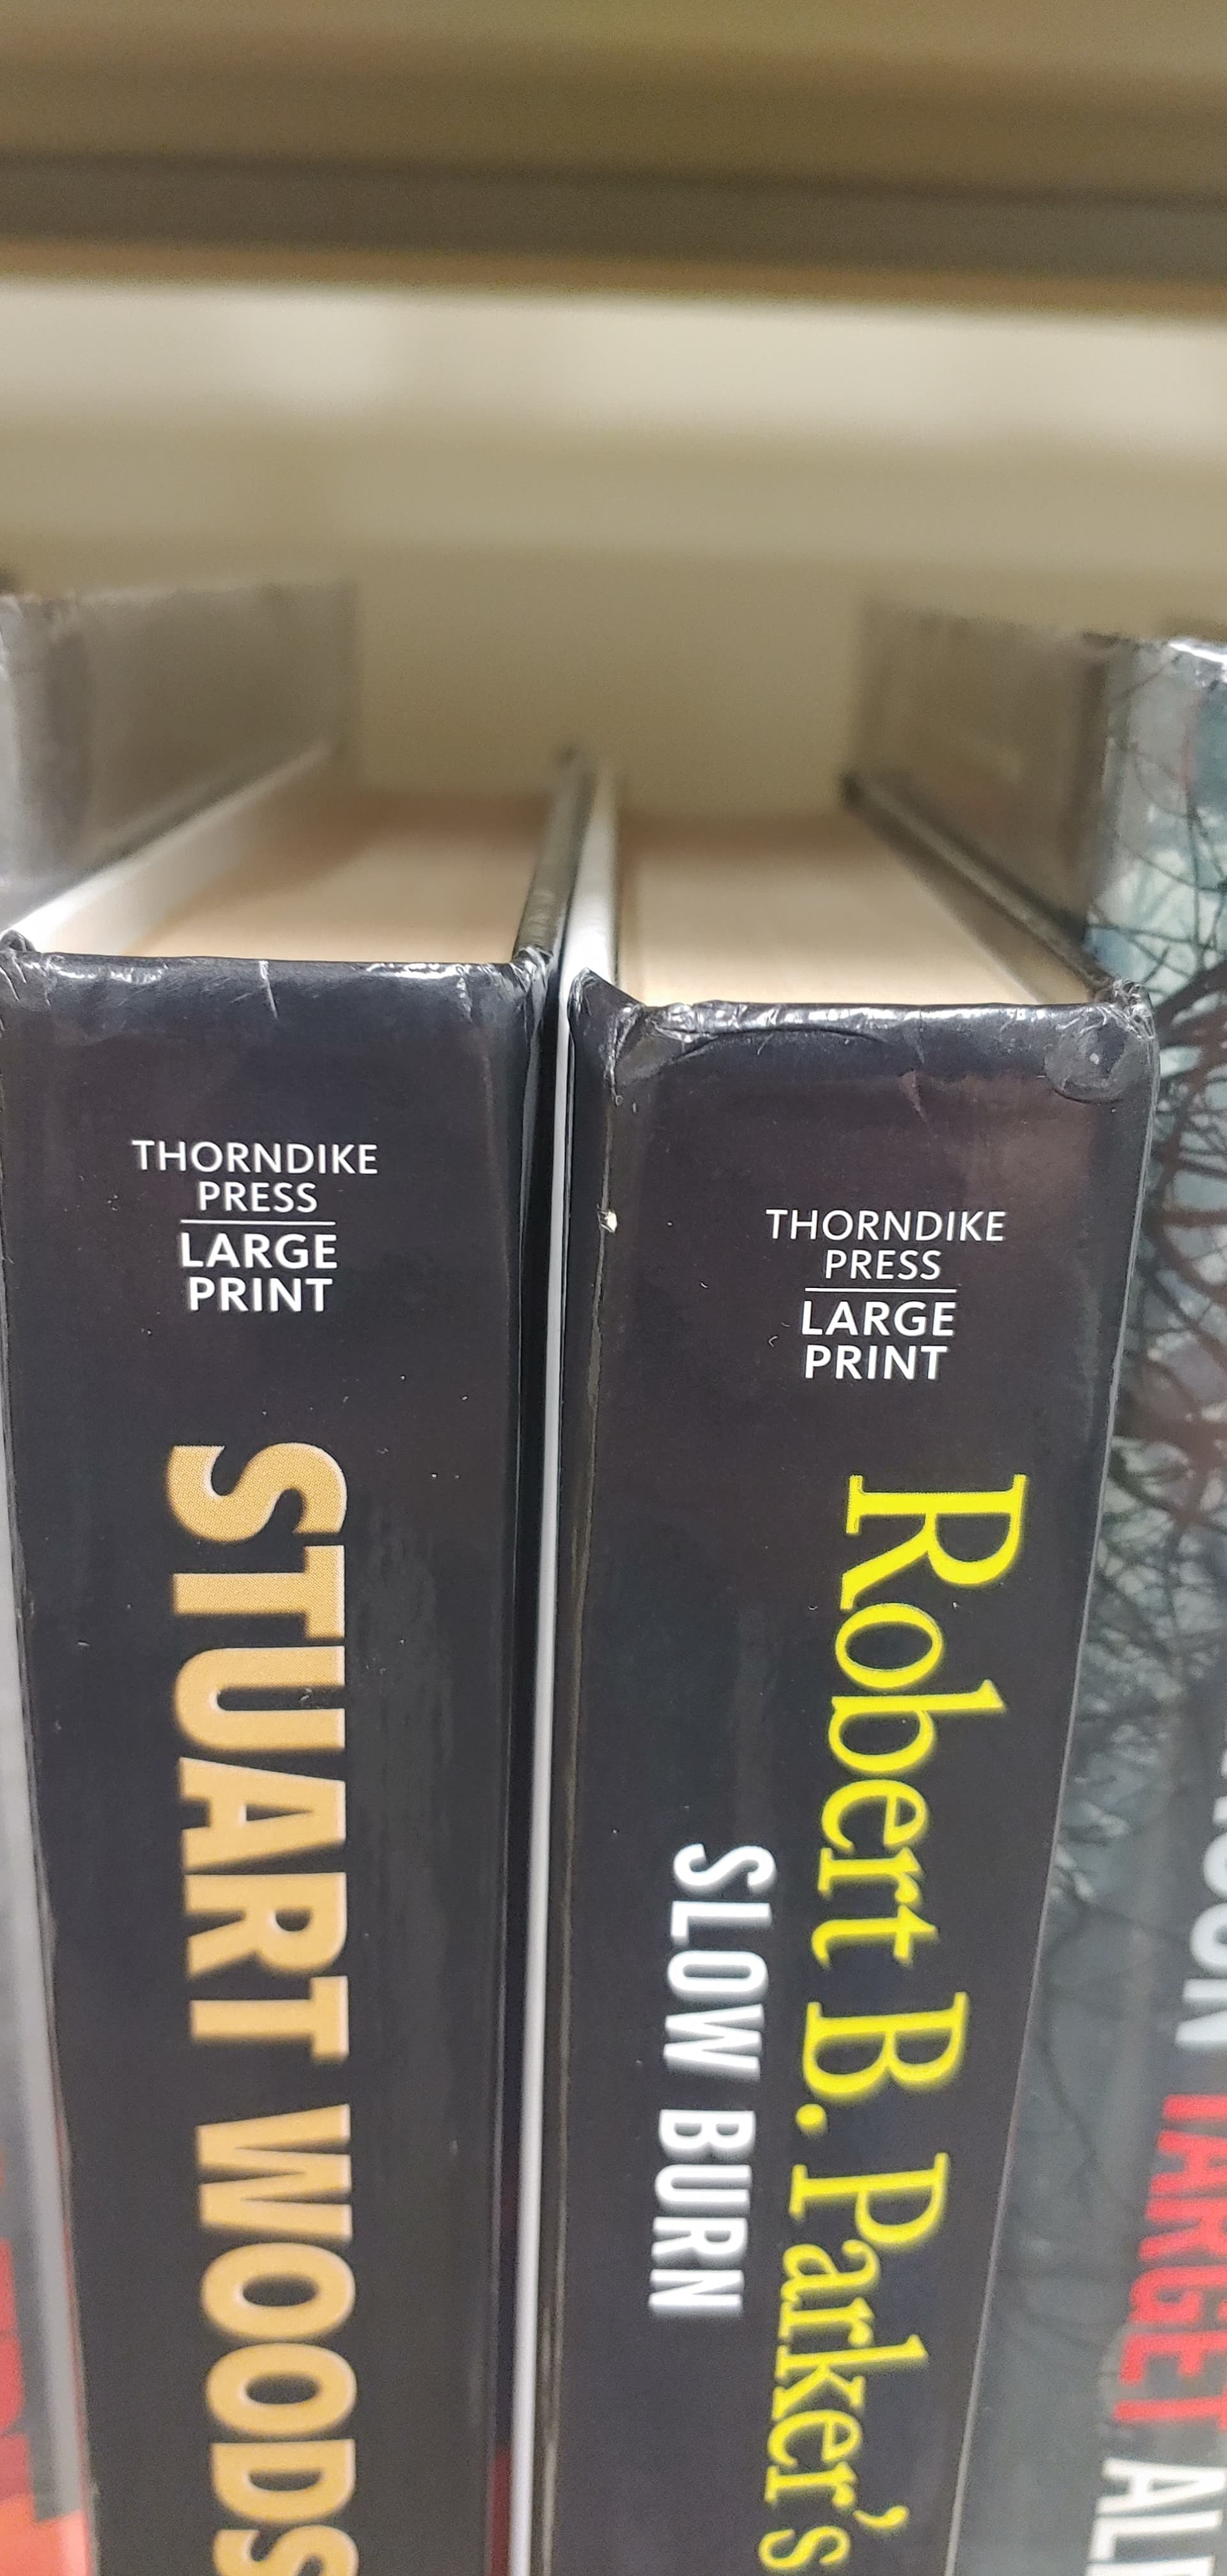 THORNDIKE
PRESS
LARGE
PRINT
STUART WOODS
THORNDIKE
PRESS
LARGE
PRINT
Robert B. Parker's
SLOW BURN
TARGET